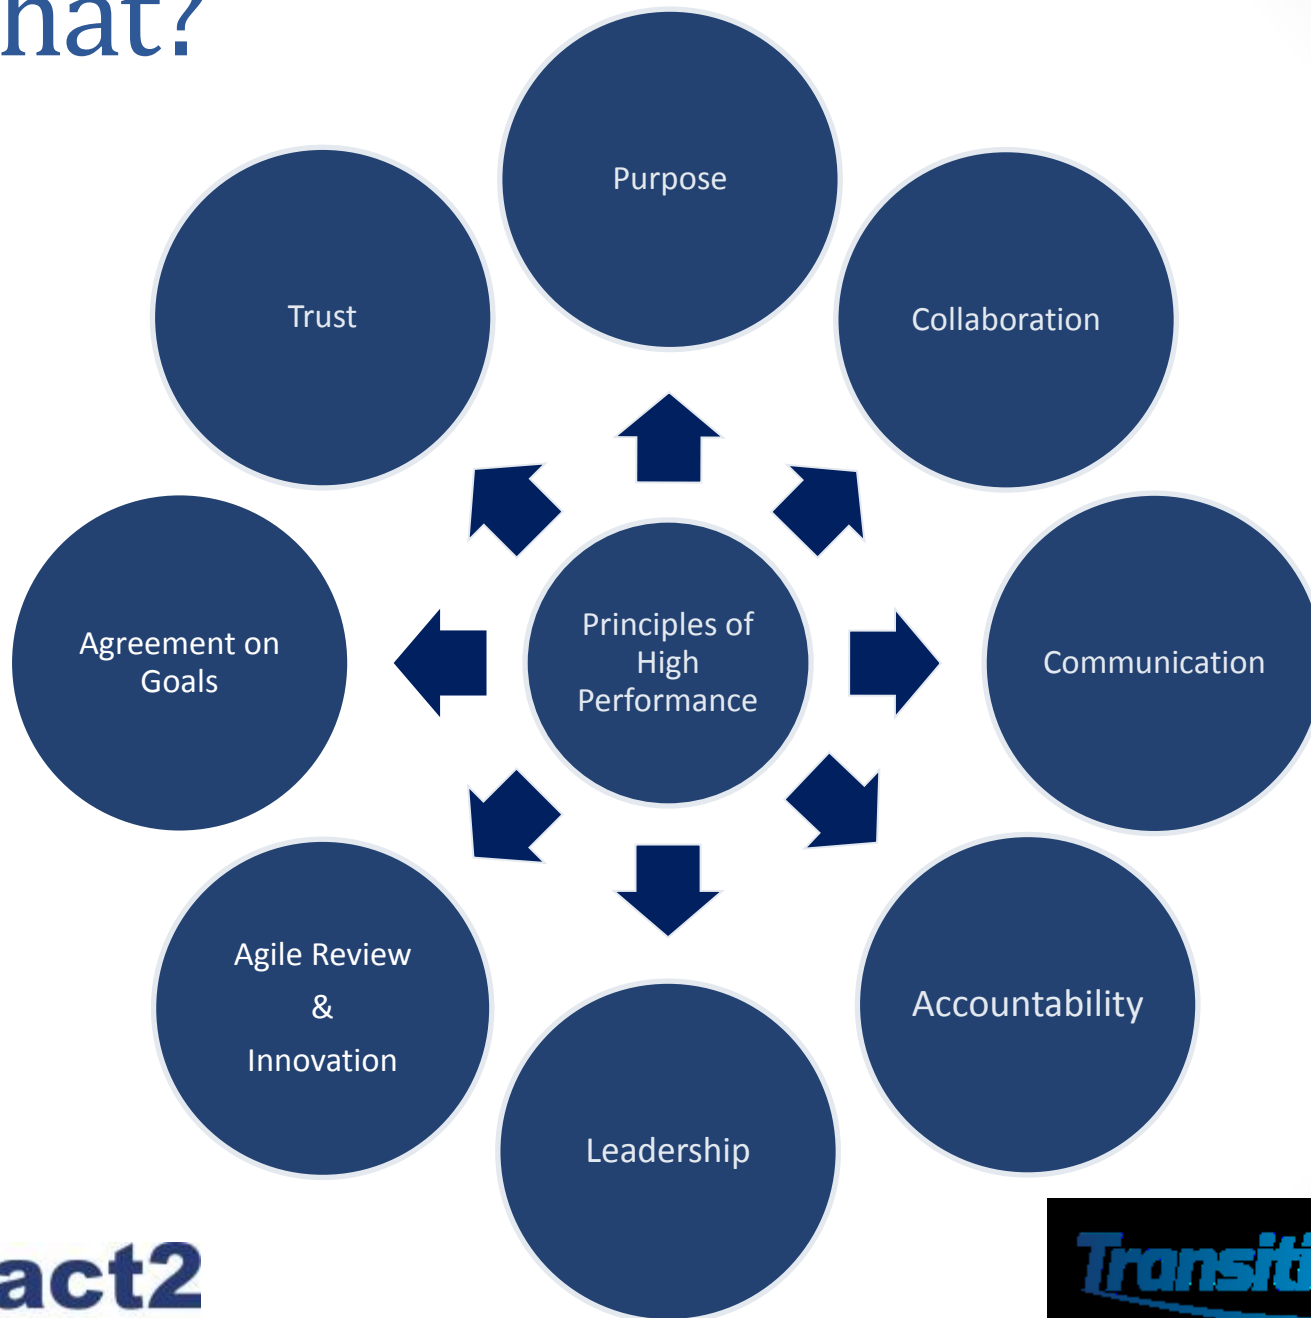 hat?
Purpose
Trust
Collaboration
Principles of
High
Performance
Agreement on
Goals
Communication
Agile Review
&
Innovation
Accountability
Leadership
act2
Transiti